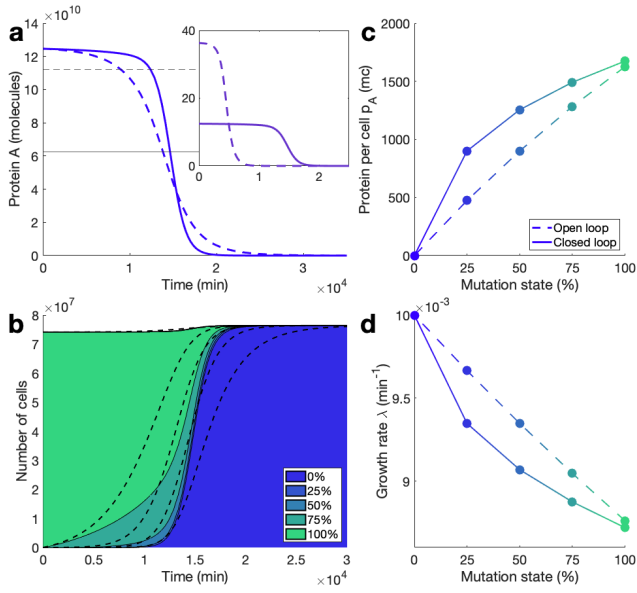 a
14 ×10^10
12
10
8
6
4
2
0
Protein A (molecules)
0 1 2 3
Time (min)
×10^4
40
20
0
0 1 2
b
8 ×10^7
7
6
5
4
3
2
1
0
Number of cells
0%
25%
50%
75%
100%
0 0.5 1 1.5 2 2.5 3
Time (min)
×10^4
c
2000
1500
1000
500
0
Protein per cell p_A (mc)
Open loop
Closed loop
0 25 50 75 100
Mutation state (%)
d
10 ×10^-3
9.5
9
Growth rate λ (min^-1)
0 25 50 75 100
Mutation state (%)